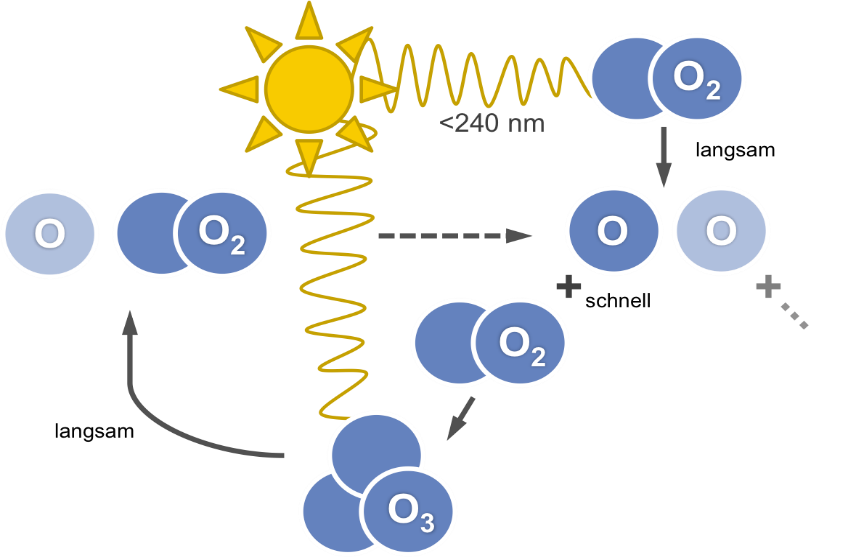 O₂
<240 nm
langsam
O
O₂
O
O
+
+
schnell
O₂
langsam
O₃